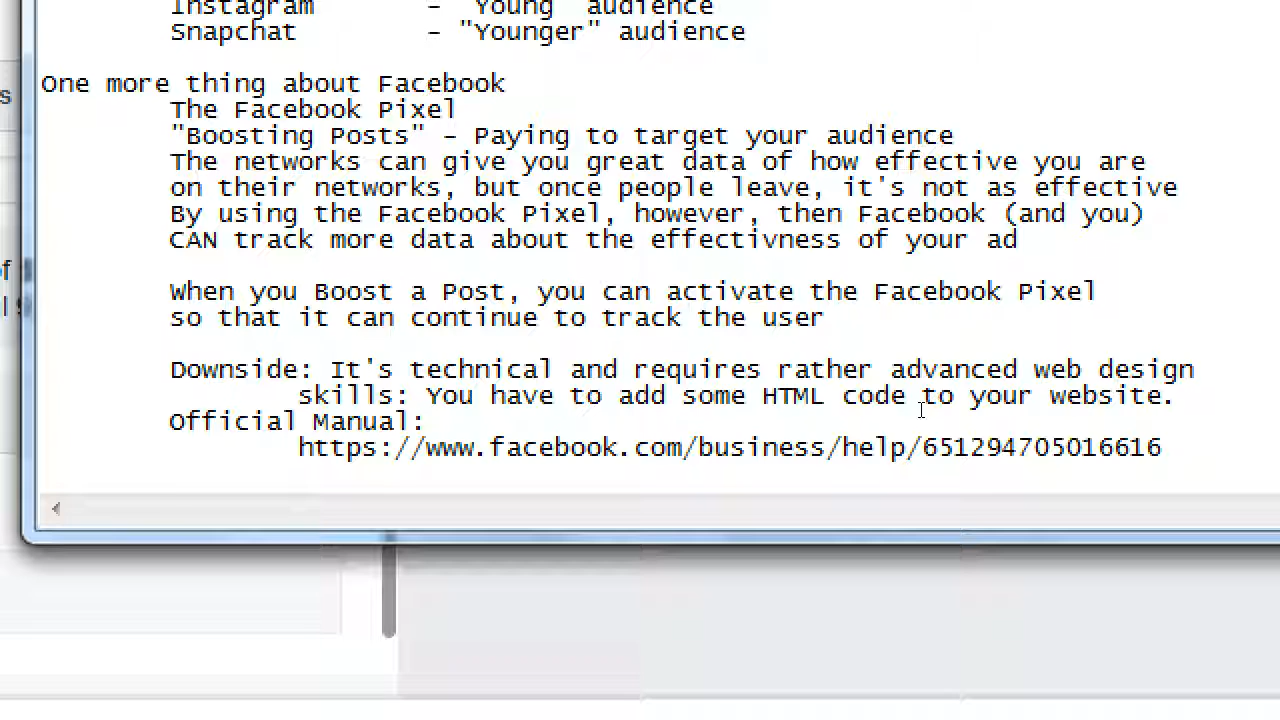 Instagram - "Young" audience
Snapchat - "Younger" audience
One more thing about Facebook
The Facebook Pixel
"Boosting Posts" - Paying to target your audience
The networks can give you great data of how effective you are
on their networks, but once people leave, it's not as effective
By using the Facebook Pixel, however, then Facebook (and you)
CAN track more data about the effectivness of your ad
When you Boost a Post, you can activate the Facebook Pixel
so that it can continue to track the user
Downside: It's technical and requires rather advanced web design
skills: You have to add some HTML code to your website.
Official Manual:
https://www.facebook.com/business/help/651294705016616